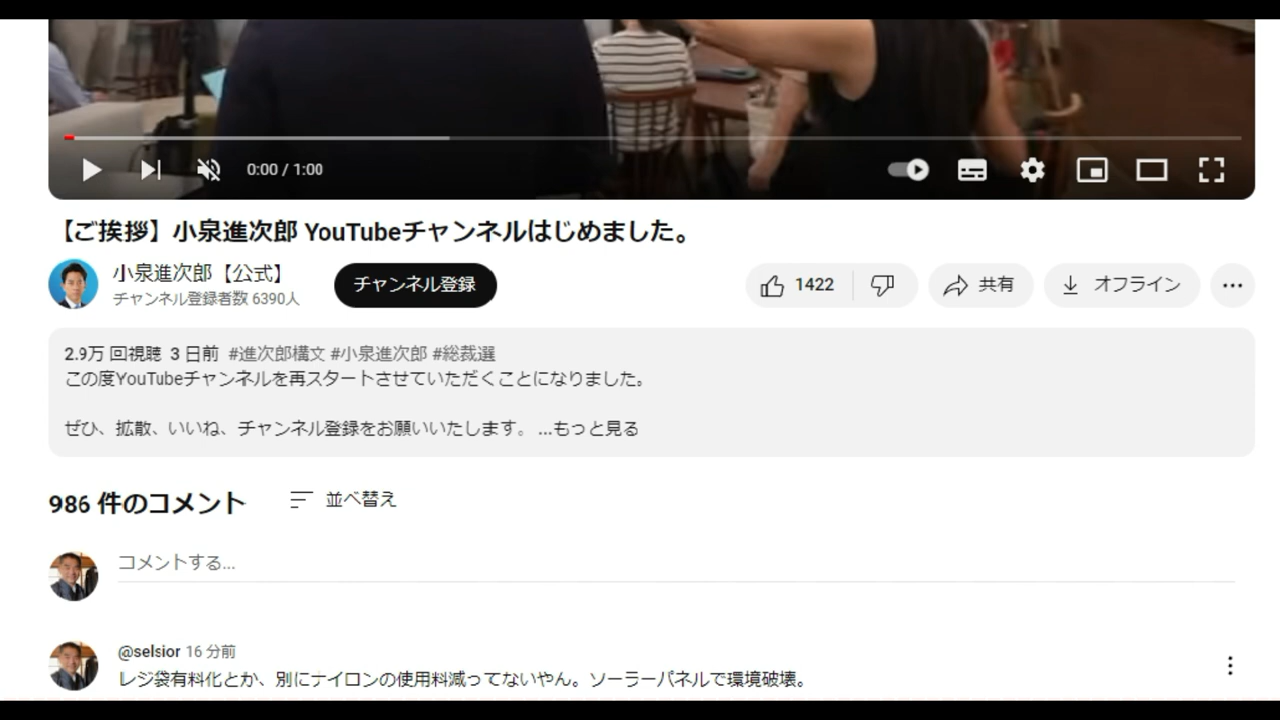 0:00 / 1:00
【ご挨拶】小泉進次郎 YouTubeチャンネルはじめました。
小泉進次郎【公式】
チャンネル登録者数 6390人
チャンネル登録
1422
共有
オフライン
2.9万 回視聴 3 日前 #進次郎構文 #小泉進次郎 #総裁選
この度YouTubeチャンネルを再スタートさせていただくことになりました。
ぜひ、拡散、いいね、チャンネル登録をお願いいたします。 ...もっと見る
986 件のコメント
並べ替え
コメントする...
@selsior 16 分前
レジ袋有料化とか、別にナイロンの使用料減ってないやん。ソーラーパネルで環境破壊。